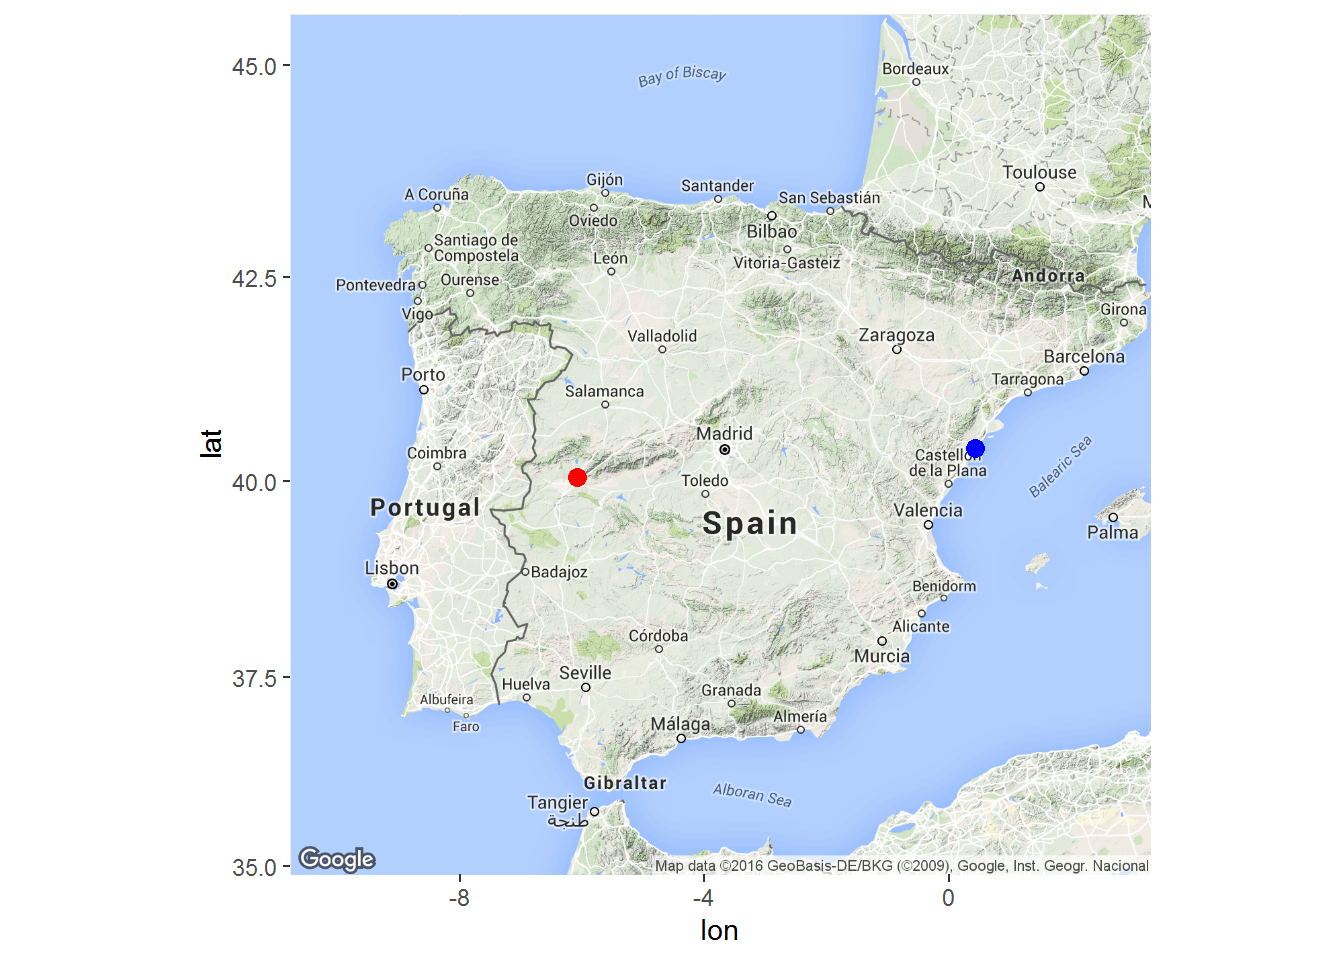 45.0
Bay of Biscay
Bordeaux
Toulouse
Gijón
Santander
A Coruña
San Sebastián
M
Oviedo
Bilbao
Santiago de
Compostela
León
Vitoria-Gasteiz
42.5
Andorra
Pontevedra
Ourense
Vigo
Girona
Valladolid
Zaragoza
Barcelona
Porto
Tarragona
Salamanca
Madrid
lat
Coimbra
Castellón
de la Plana
Balearic Sea
40.0
Toledo
Portugal
Spain
Valencia
Palma
Lisbon
Badajoz
Benidorm
Alicante
Córdoba
Murcia
37.5
Seville
Huelva
Granada
Albufeira
Faro
Málaga
Almería
Gibraltar
Alboran Sea
Tangier
طنجة
35.0
Google
Map data ©2016 GeoBasis-DE/BKG (©2009), Google, Inst. Geogr. Nacional
-8
-4
0
lon